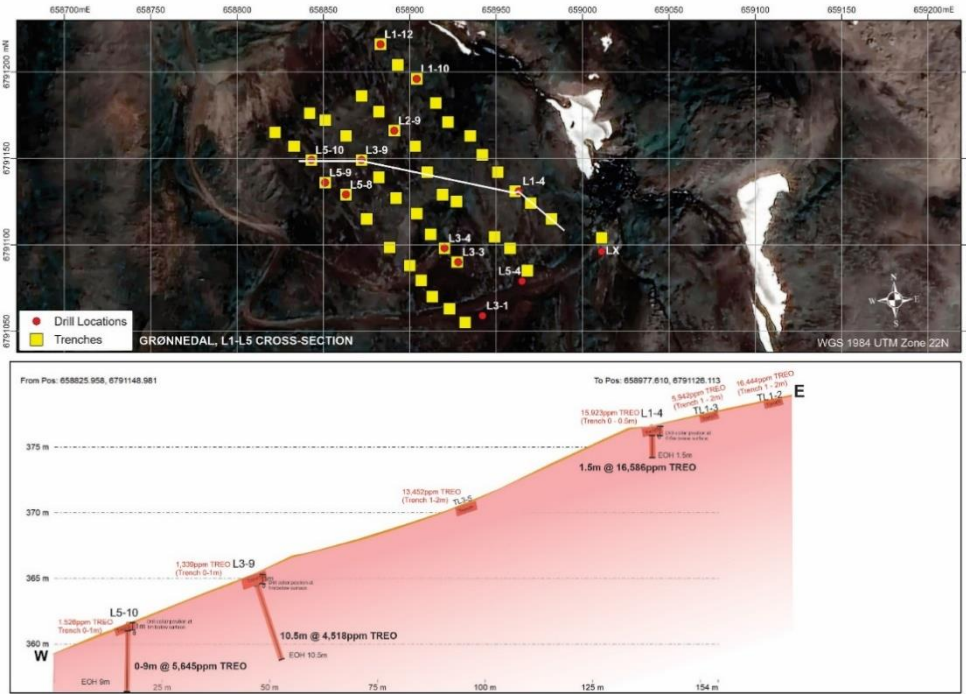 658700mE 658750 658800 658850 658900 658950 659000 659050 659100 659150 659200mE
6791200 mN
6791200
6791150
6791150
6791100
6791100
6791050
6791050
L1-12
L1-10
L2-9
L5-10
L3-9
L5-9
L5-8
L1-4
L3-4
L3-3
LX
L5-4
L3-1
N
W E
S
Drill Locations
Trenches
GRØNNEDAL, L1-L5 CROSS-SECTION
WGS 1984 UTM Zone 22N
From Pos: 658825.958, 6791148.981
To Pos: 658977.610, 6791126.113
16,444ppm TREO
(Trench 1 - 2m)
TL1-2
E
5,942ppm TREO
(Trench 1 - 2m)
TL1-3
15,923ppm TREO
(Trench 0 - 0.5m)
L1-4
EOH 1.5m
1.5m @ 16,586ppm TREO
375 m
13,452ppm TREO
(Trench 1-2m)
370 m
1,339ppm TREO
(Trench 0-1m)
L3-9
365 m
10.5m @ 4,518ppm TREO
EOH 10.5m
L5-10
1,528ppm TREO
Trench 0-1m)
360 m
W
0-9m @ 5,645ppm TREO
EOH 9m
25 m 50 m 75 m 100 m 125 m 154 m